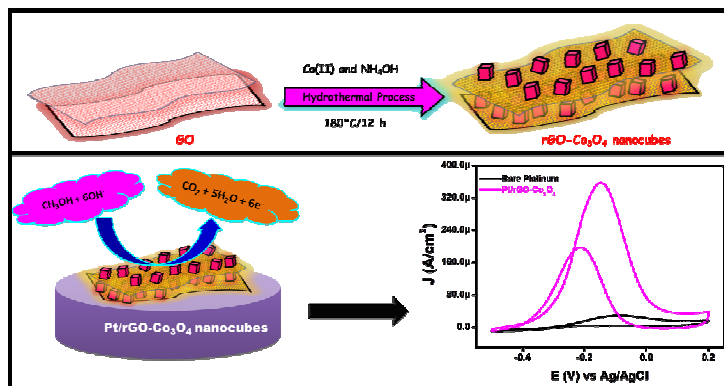 Co(II) and NH₄OH
Hydrothermal Process
180°C/12 h
GO
rGO-Co₃O₄ nanocubes
CH₃OH + 6OH
CO₂ + 5H₂O + 6e
Pt/rGO-Co₃O₄ nanocubes
Bare Platinum
Pt/rGO-Co₃O₄
J (A/cm²)
400.0µ
320.0µ
240.0µ
160.0µ
80.0µ
0.0
-0.4
-0.2
0.0
0.2
E (V) vs Ag/AgCl